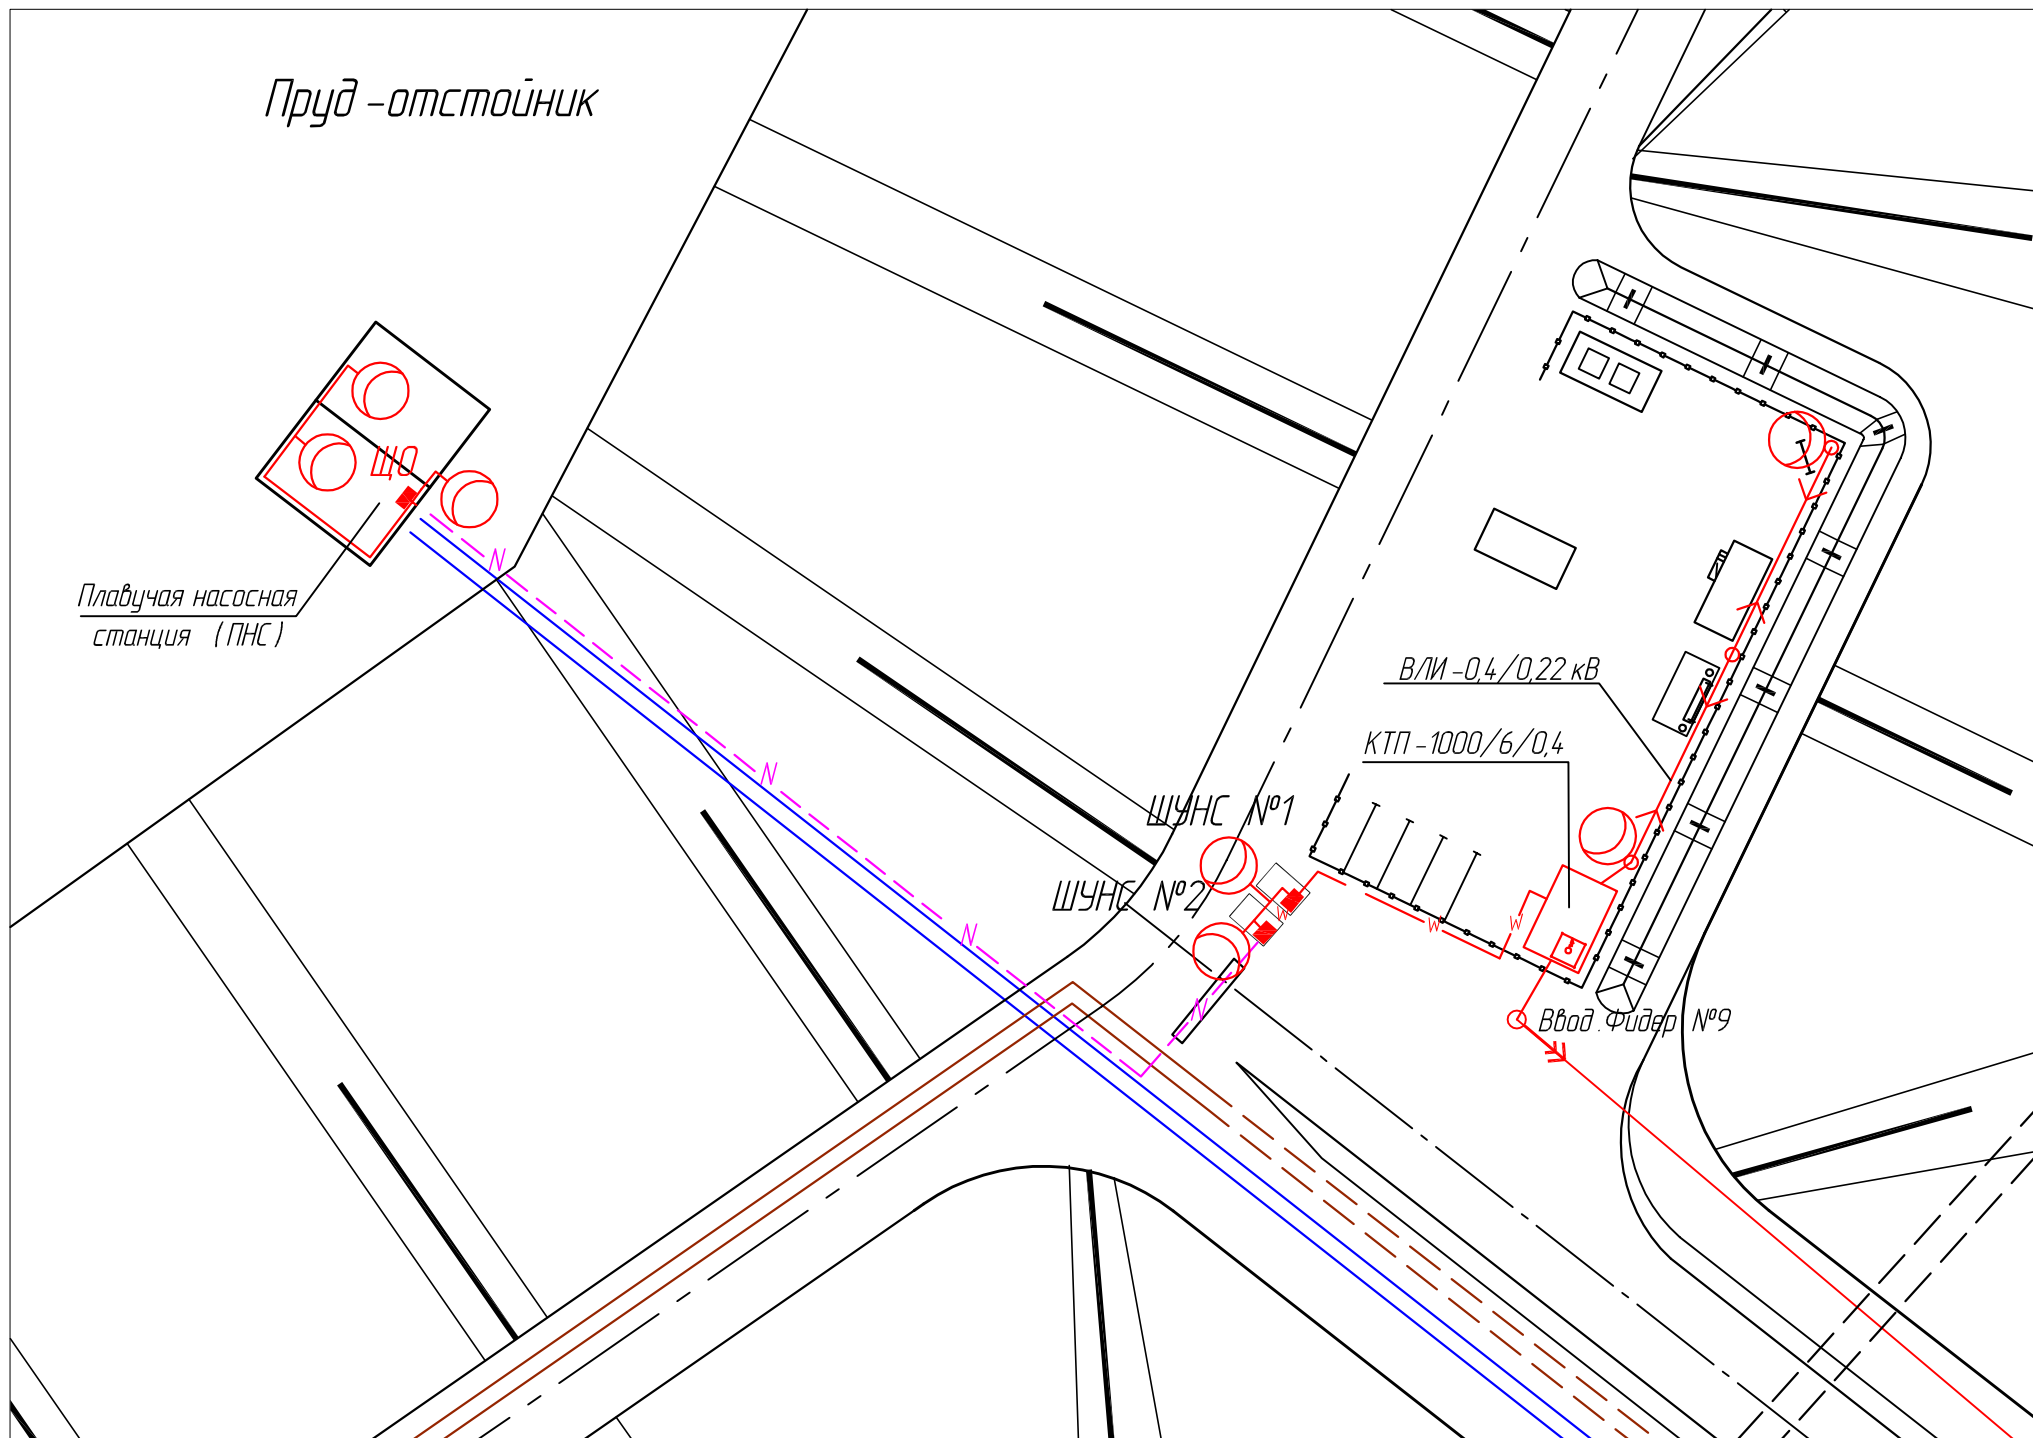 Пруд-отстойник
ЩО
Плавучая насосная
станция (ПНС)
ВЛИ-0,4/0,22 кВ
КТП-1000/6/0,4
ШУНС №1
ШУНС №2
N
N
N
N
W
W
W
Ввод. Фидер №9